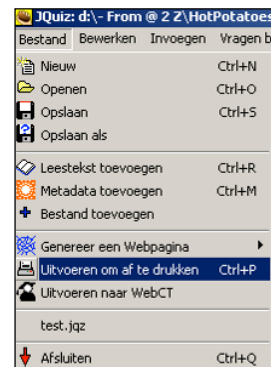 JQuiz: d:\- From @ 2 Z\HotPotatoes
Bestand Bewerken Invoegen Vragen b
Nieuw Ctrl+N
Openen Ctrl+O
Opslaan Ctrl+S
Opslaan als
Leestekst toevoegen Ctrl+R
Metadata toevoegen Ctrl+M
Bestand toevoegen
Genereer een Webpagina
Uitvoeren om af te drukken Ctrl+P
Uitvoeren naar WebCT
test.jqz
Afsluiten Ctrl+Q